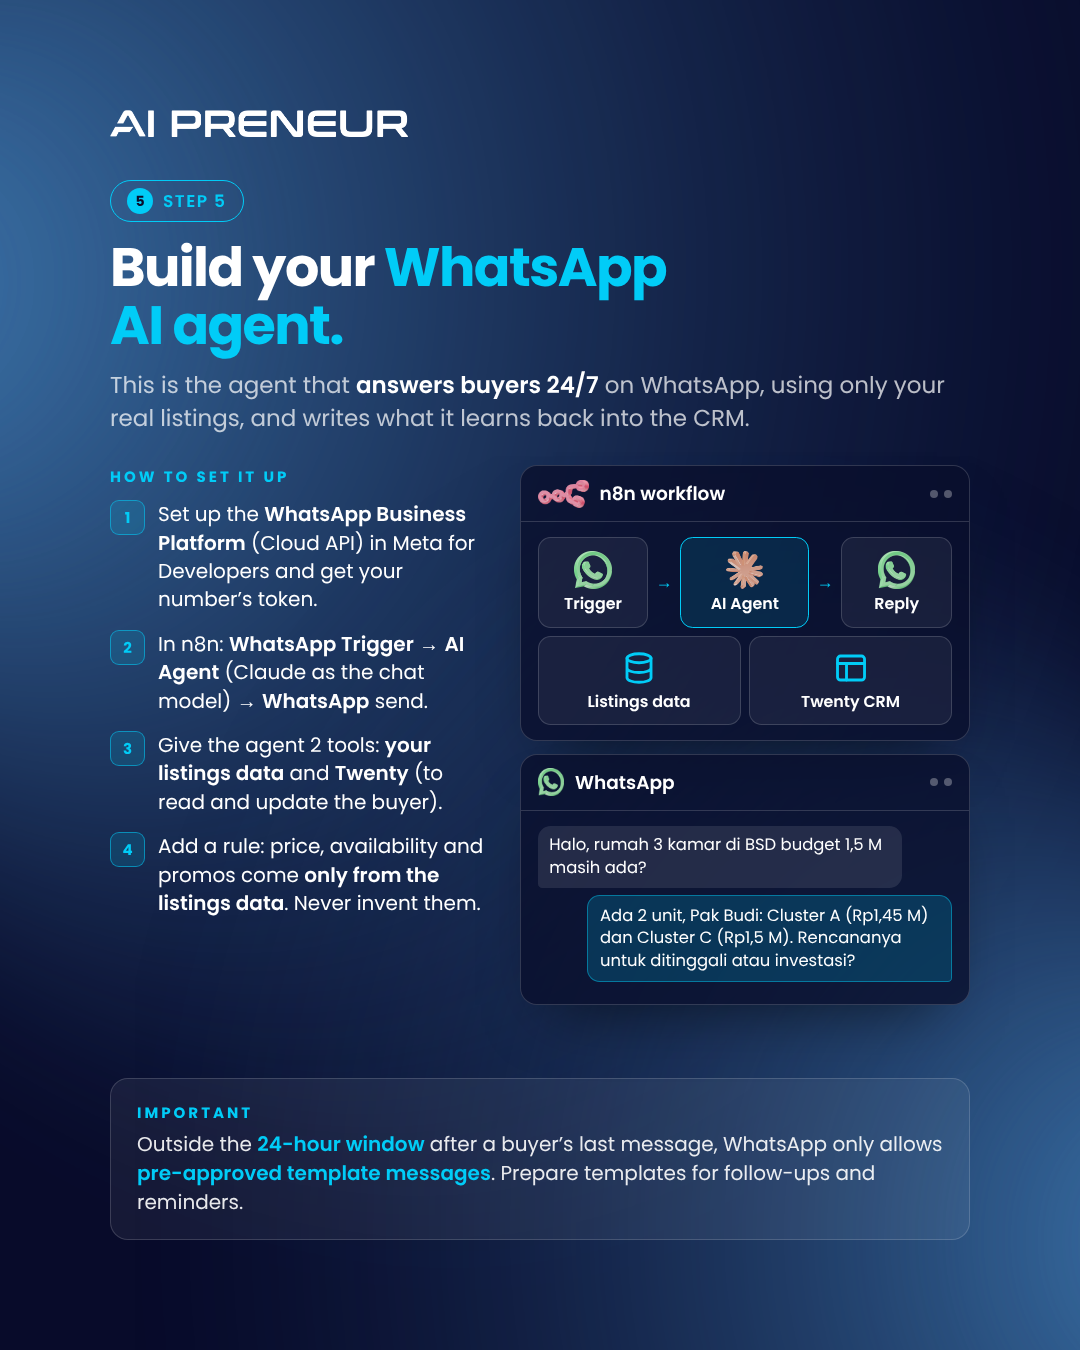 AI PRENEUR
5 STEP 5
Build your WhatsApp
AI agent.
This is the agent that answers buyers 24/7 on WhatsApp, using only your
real listings, and writes what it learns back into the CRM.
HOW TO SET IT UP
1 Set up the WhatsApp Business
Platform (Cloud API) in Meta for
Developers and get your
number’s token.
2 In n8n: WhatsApp Trigger → AI
Agent (Claude as the chat
model) → WhatsApp send.
3 Give the agent 2 tools: your
listings data and Twenty (to
read and update the buyer).
4 Add a rule: price, availability and
promos come only from the
listings data. Never invent them.
n8n workflow
Trigger → AI Agent → Reply
Listings data Twenty CRM
WhatsApp
Halo, rumah 3 kamar di BSD budget 1,5 M
masih ada?
Ada 2 unit, Pak Budi: Cluster A (Rp1,45 M)
dan Cluster C (Rp1,5 M). Rencananya
untuk ditinggali atau investasi?
IMPORTANT
Outside the 24-hour window after a buyer’s last message, WhatsApp only allows
pre-approved template messages. Prepare templates for follow-ups and
reminders.